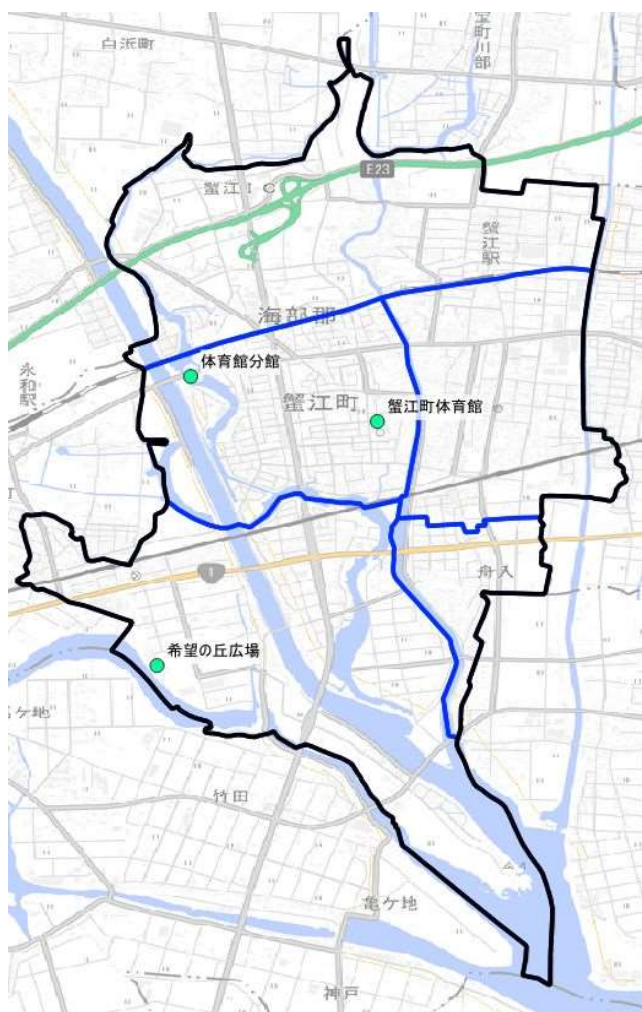 白浜町
E23
蟹江IC
蟹江駅
海部郡
永和駅
体育館分館
蟹江町
蟹江町体育館
舟入
1
希望の丘広場
竹田
亀ケ地
神戸